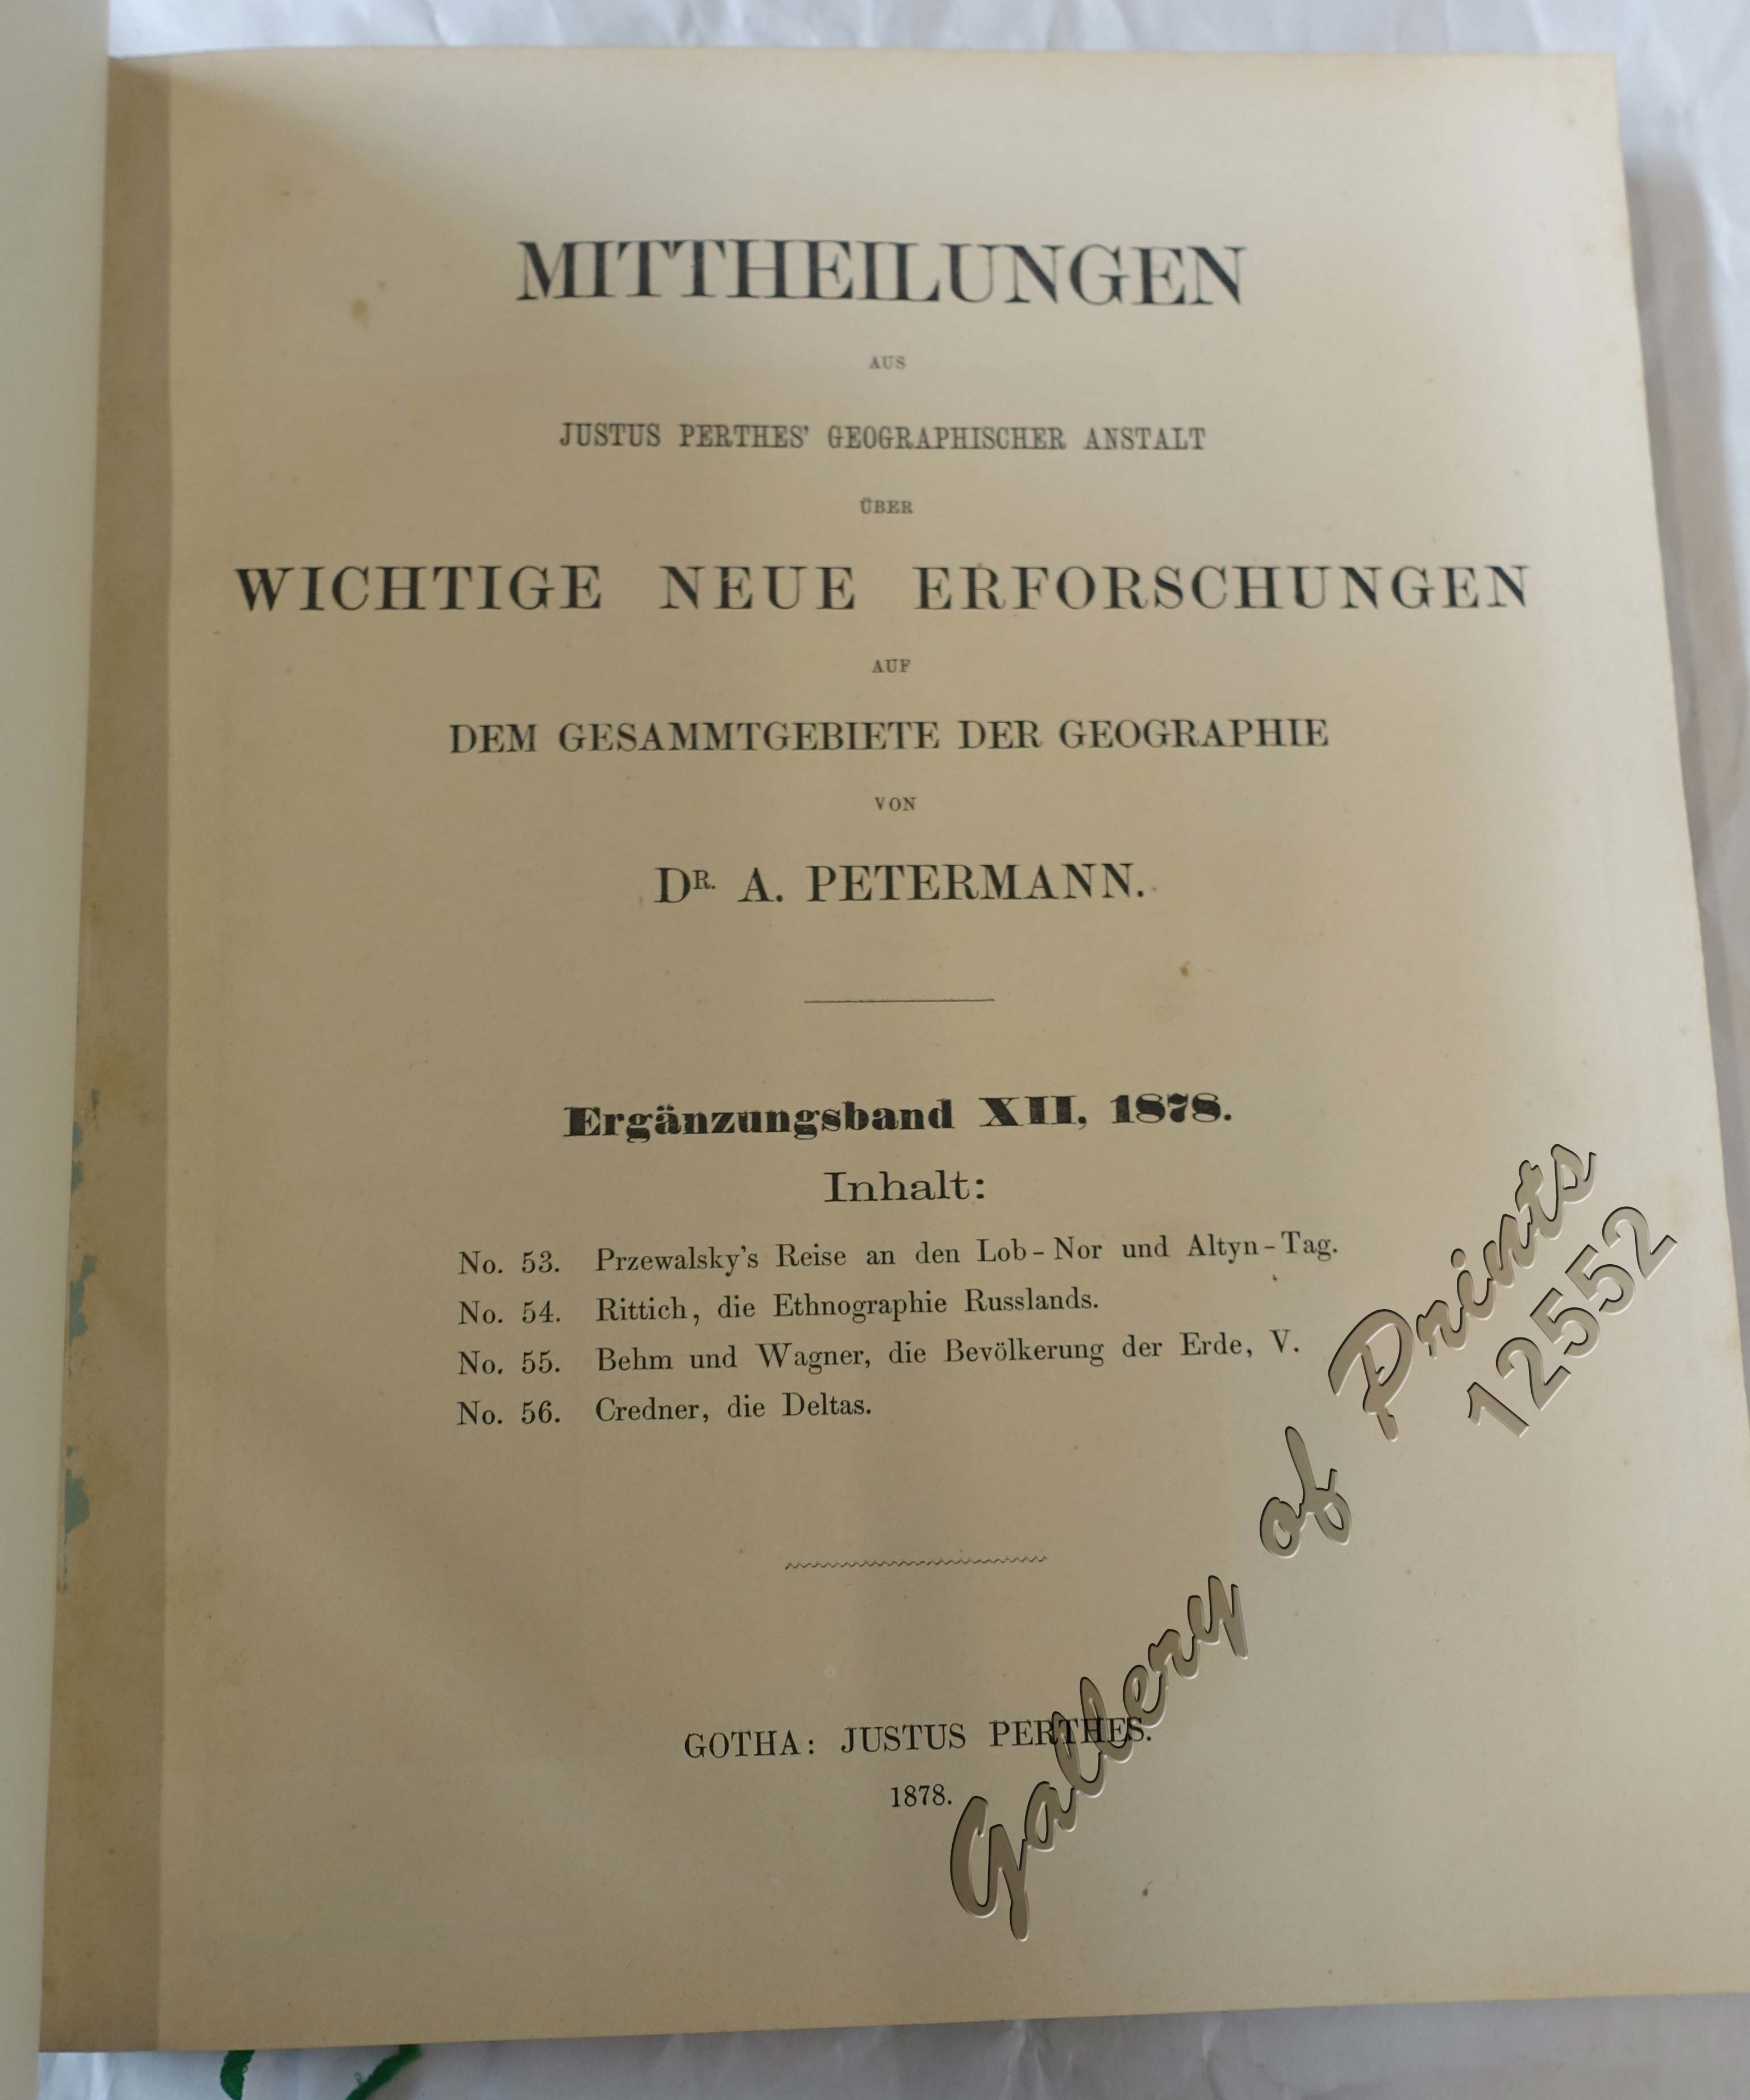 MITTHEILUNGEN
AUS
JUSTUS PERTHES' GEOGRAPHISCHER ANSTALT
ÜBER
WICHTIGE NEUE ERFORSCHUNGEN
AUF
DEM GESAMMTGEBIETE DER GEOGRAPHIE
VON
DR. A. PETERMANN.
Ergänzungsband XII, 1878.
Inhalt:
No. 53. Przewalsky's Reise an den Lob-Nor und Altyn-Tag.
No. 54. Rittich, die Ethnographie Russlands.
No. 55. Behm und Wagner, die Bevölkerung der Erde, V.
No. 56. Credner, die Deltas.
GOTHA: JUSTUS PERTHES.
1878.
Gallery of Prints
12552